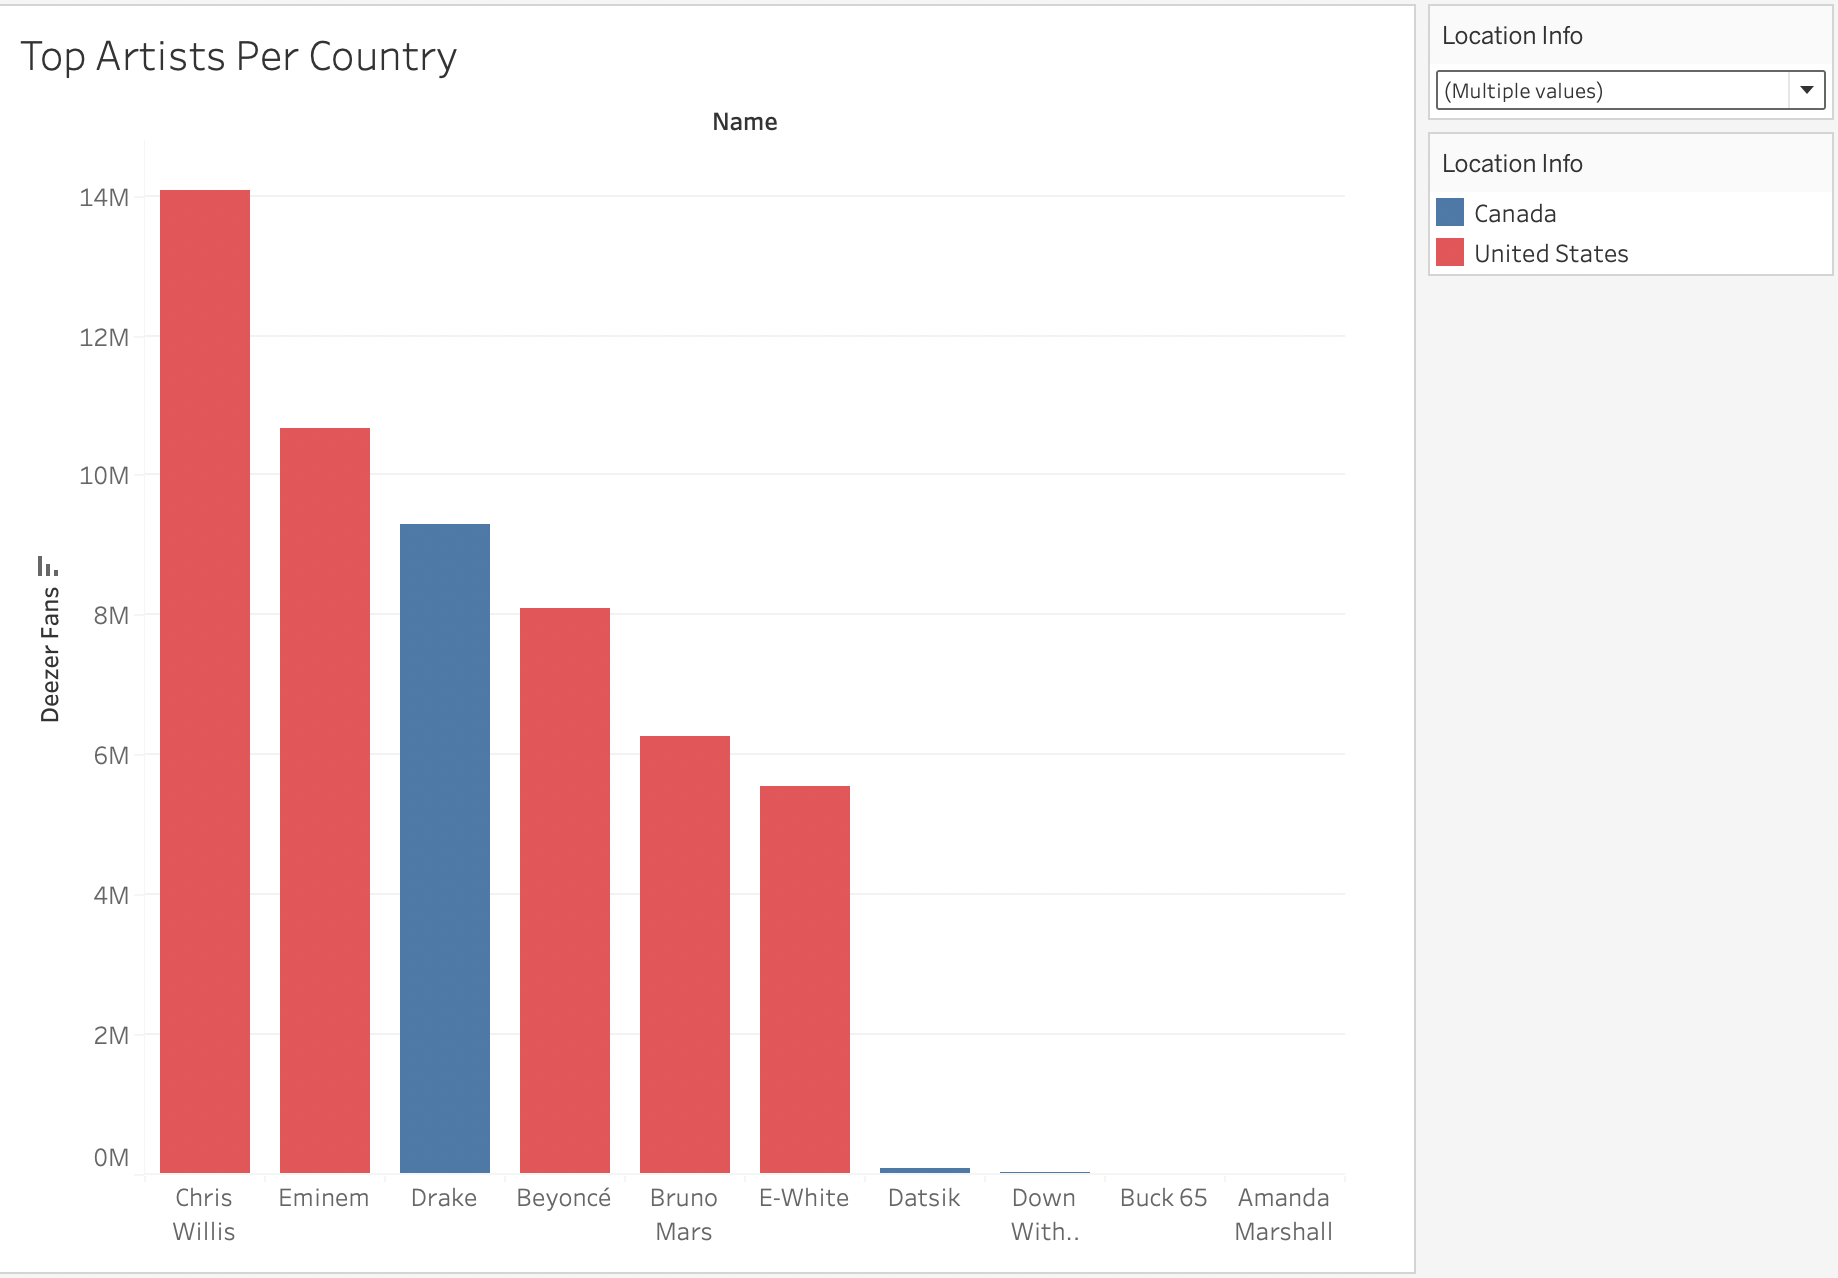 Top Artists Per Country
Name
14M
12M
10M
8M
6M
4M
2M
0M
Deezer Fans
Chris Willis
Eminem
Drake
Beyoncé
Bruno Mars
E-White
Datsik
Down With..
Buck 65
Amanda Marshall
Location Info
(Multiple values)
Location Info
Canada
United States